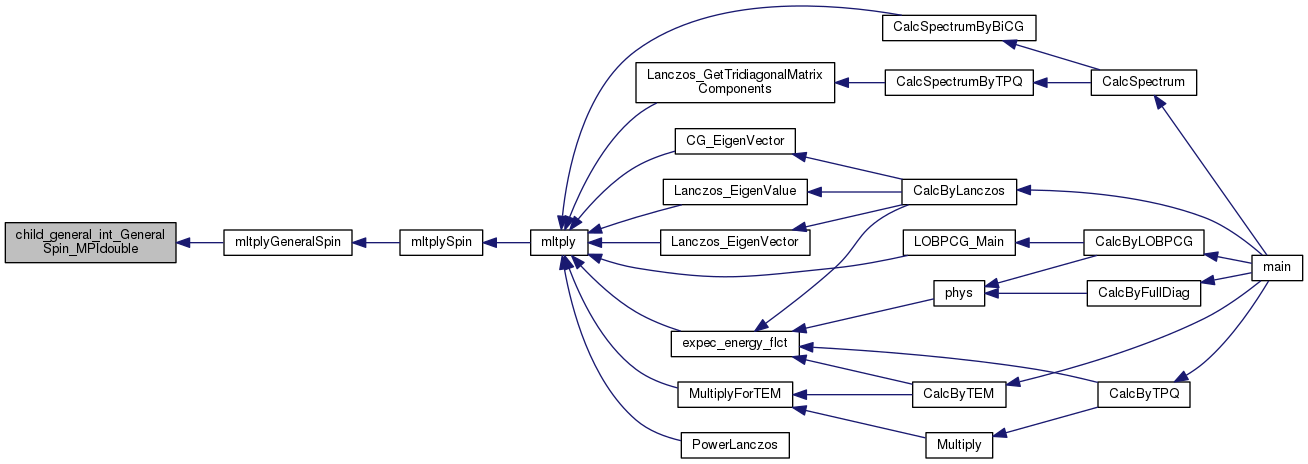 child_general_int_General
Spin_MPIdouble
mltplyGeneralSpin
mltplySpin
mltply
CalcSpectrumByBiCG
Lanczos_GetTridiagonalMatrix
Components
CalcSpectrumByTPQ
CalcSpectrum
CG_EigenVector
Lanczos_EigenValue
CalcByLanczos
Lanczos_EigenVector
LOBPCG_Main
CalcByLOBPCG
main
phys
CalcByFullDiag
expec_energy_flct
MultiplyForTEM
CalcByTEM
CalcByTPQ
PowerLanczos
Multiply